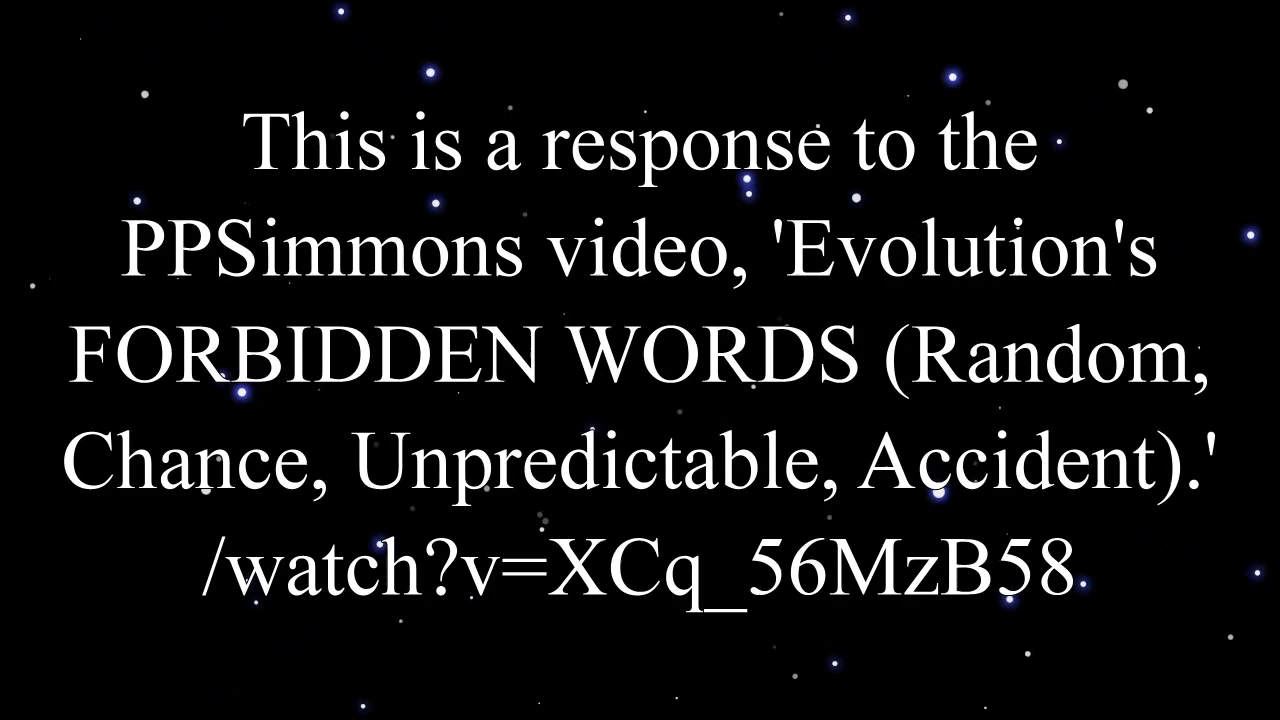 This is a response to the
PPSimmons video, 'Evolution's
FORBIDDEN WORDS (Random,
Chance, Unpredictable, Accident).'
/watch?v=XCq_56MzB58